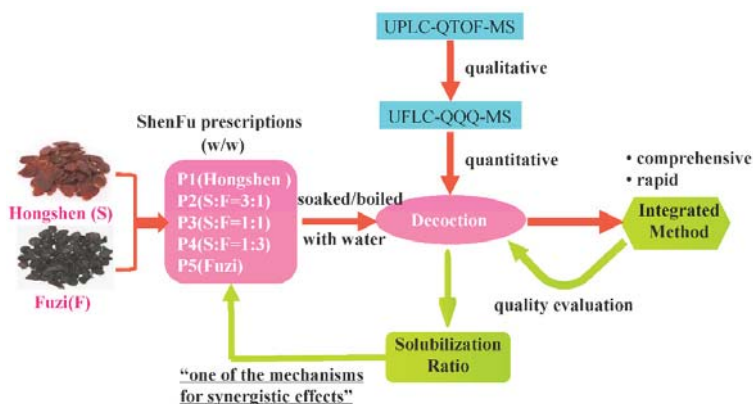 UPLC-QTOF-MS
qualitative
UFLC-QQQ-MS
quantitative
ShenFu prescriptions
(w/w)
Hongshen (S)
Fuzi(F)
P1(Hongshen )
P2(S:F=3:1)
P3(S:F=1:1)
P4(S:F=1:3)
P5(Fuzi)
soaked/boiled
with water
Decoction
• comprehensive
• rapid
Integrated
Method
quality evaluation
Solubilization
Ratio
“one of the mechanisms
for synergistic effects”